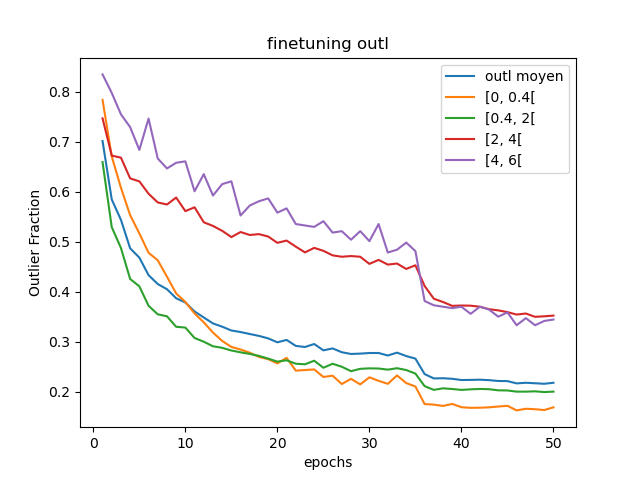 finetuning outl
outl moyen
[0, 0.4[
[0.4, 2[
[2, 4[
[4, 6[
Outlier Fraction
0.8
0.7
0.6
0.5
0.4
0.3
0.2
0 10 20 30 40 50
epochs